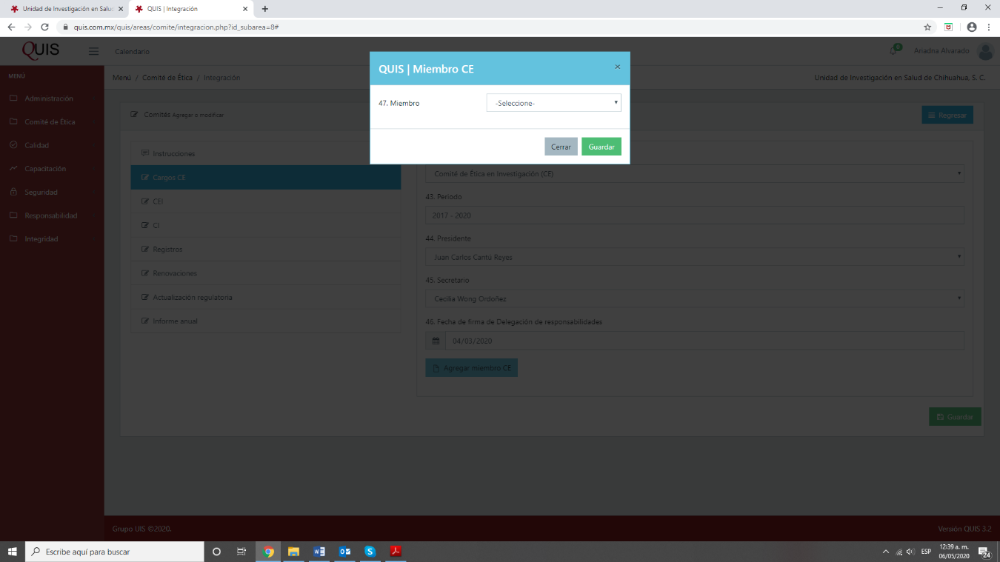 Unidad de Investigación en Salu
QUIS | Integración
quis.com.mx/quis/areas/comite/integracion.php?id_subarea=8#
QUIS
Calendario
0
Ariadna Alvarado
MENÚ
Menú / Comité de Ética / Integración
Unidad de Investigación en Salud de Chihuahua, S. C.
Administración
Comité de Ética
Calidad
Capacitación
Seguridad
Responsabilidad
Integridad
Comités Agregar o modificar
Regresar
Instrucciones
Cargos CE
CEI
CI
Registros
Renovaciones
Actualización regulatoria
Informe anual
QUIS | Miembro CE
×
47. Miembro
-Seleccione-
Cerrar
Guardar
Comité de Ética en Investigación (CE)
43. Periodo
2017 - 2020
44. Presidente
Juan Carlos Cantú Reyes
45. Secretario
Cecilia Wong Ordoñez
46. Fecha de firma de Delegación de responsabilidades
04/03/2020
Agregar miembro CE
Guardar
Grupo UIS ©2020.
Versión QUIS 3.2
Escribe aquí para buscar
ESP
12:39 a. m.
06/05/2020
24